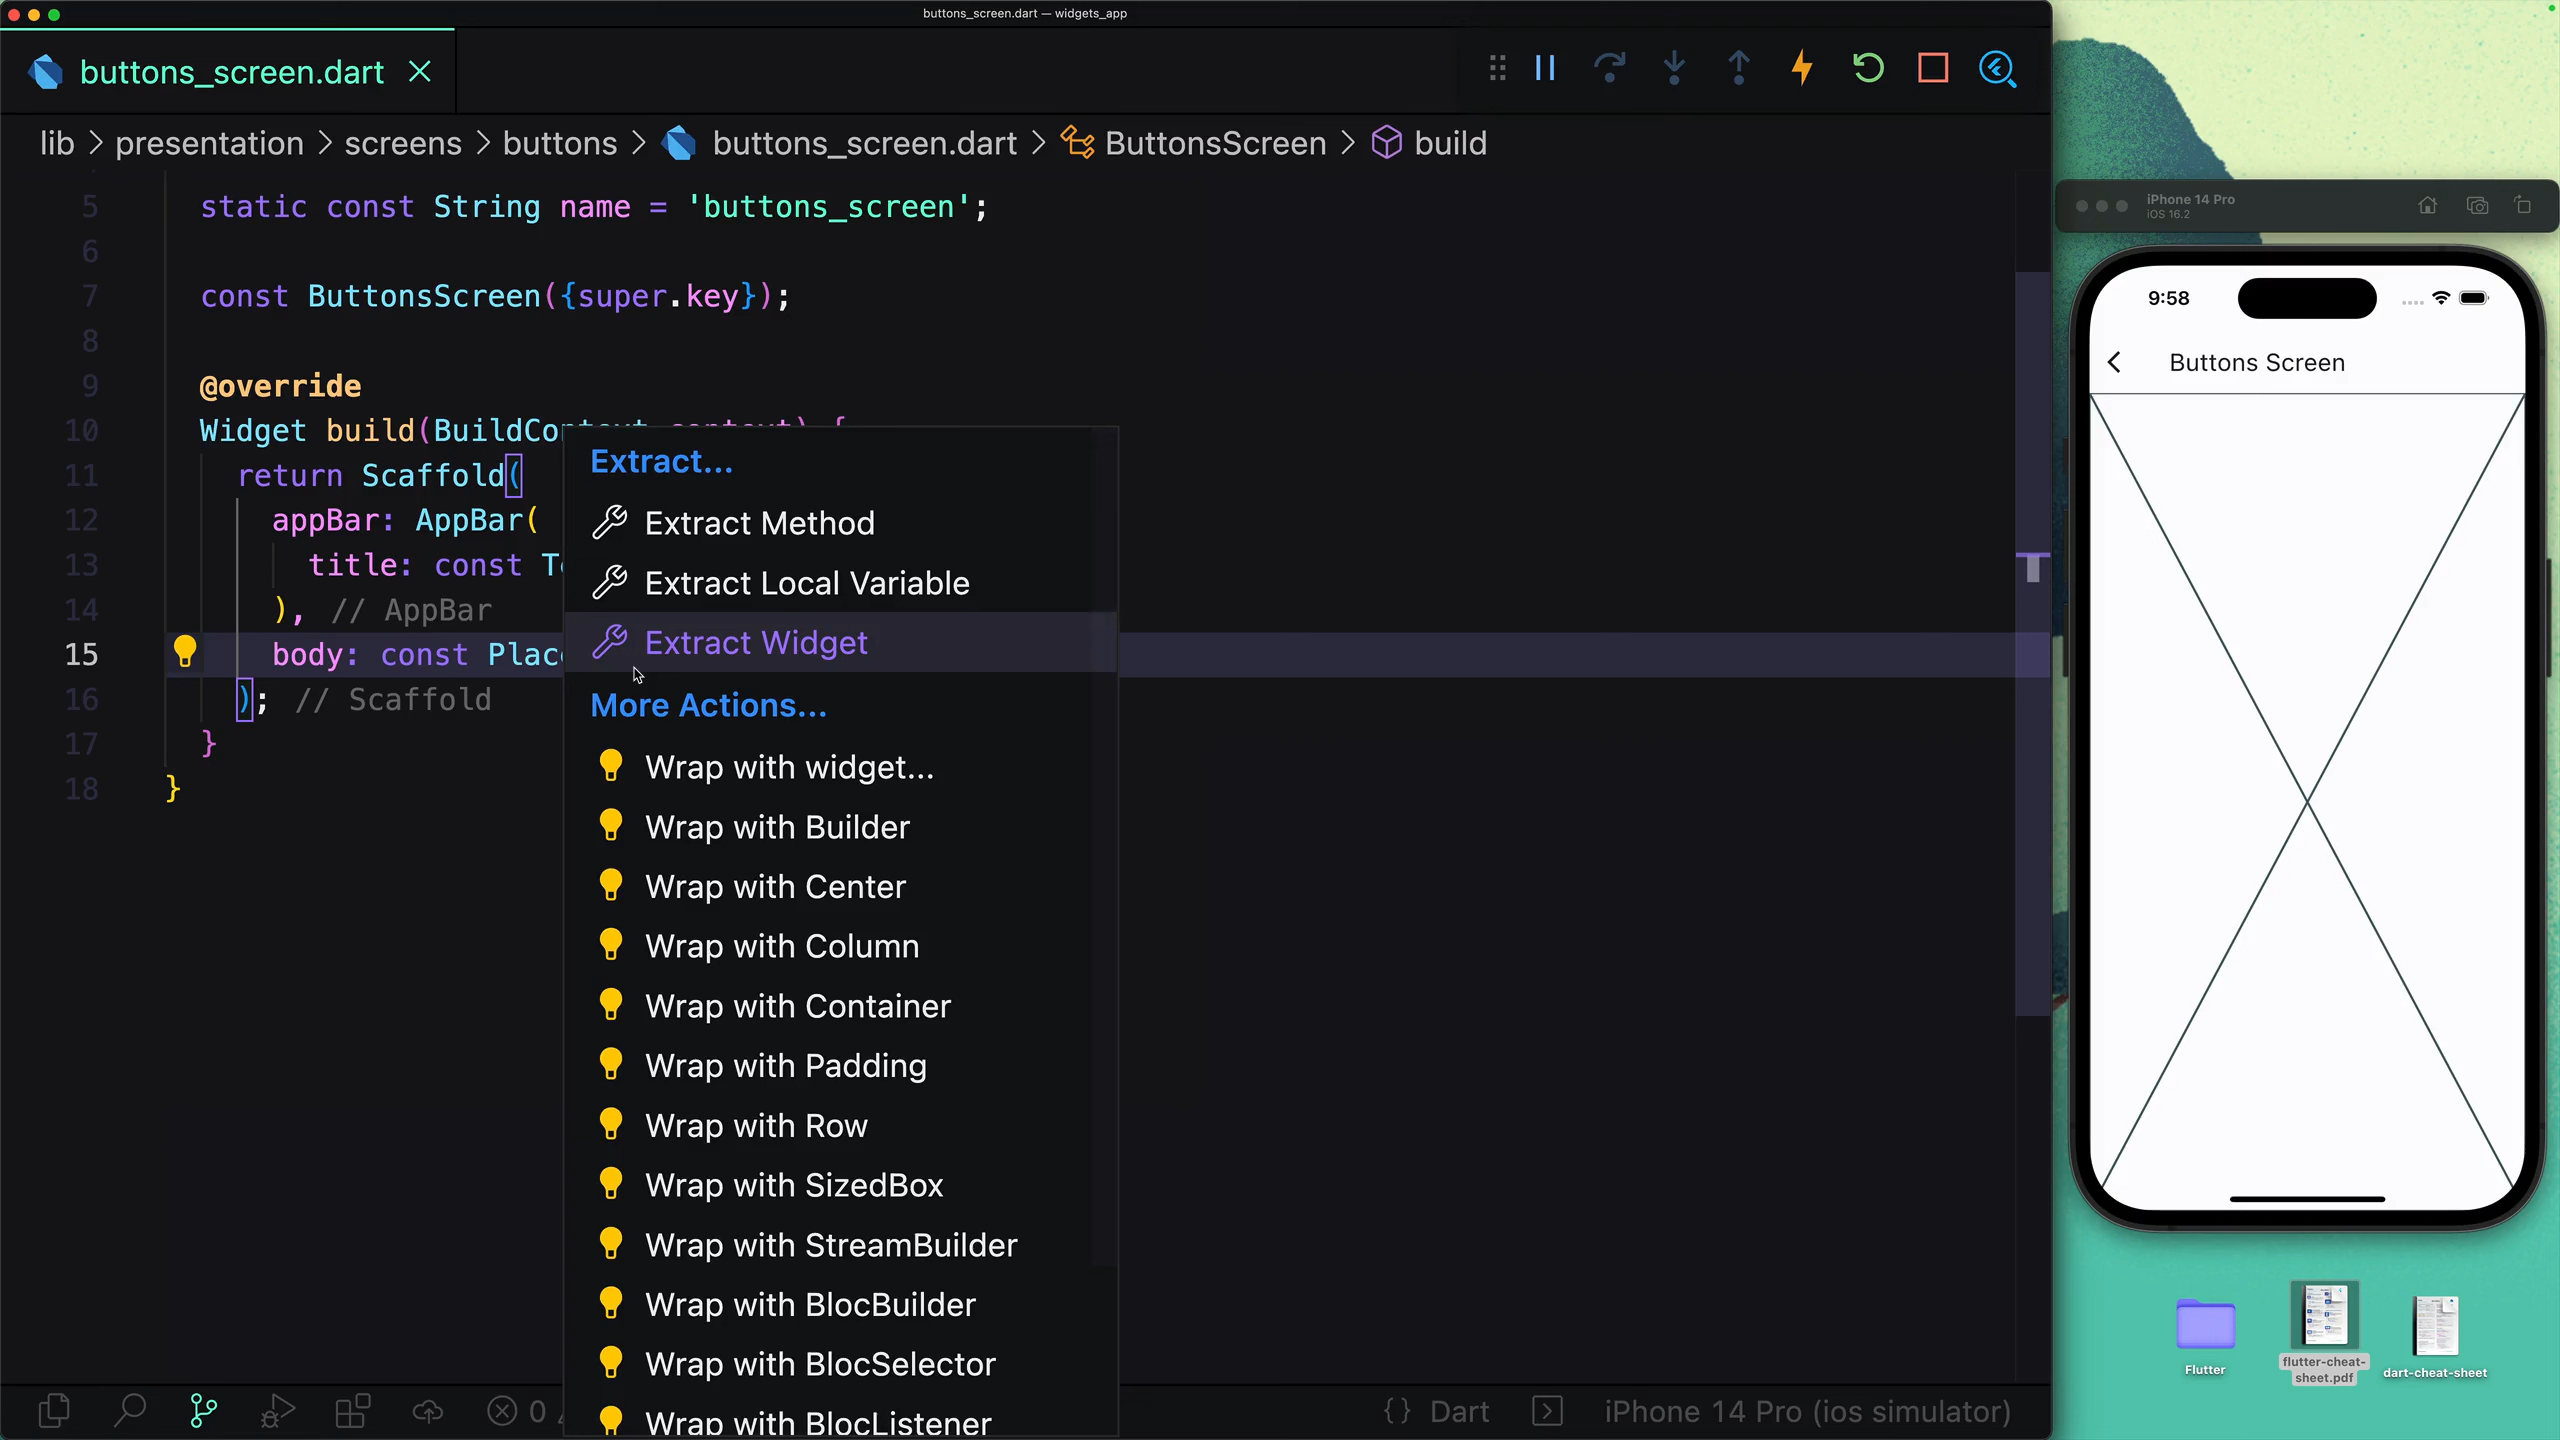 buttons_screen.dart — widgets_app
buttons_screen.dart
lib > presentation > screens > buttons > buttons_screen.dart > ButtonsScreen > build
5 static const String name = 'buttons_screen';
6
7 const ButtonsScreen({super.key});
8
9 @override
10 Widget build(BuildContext context) {
11 return Scaffold(
12 appBar: AppBar(
13 title: const T
14 ), // AppBar
15 body: const Plac
16 ); // Scaffold
17 }
18 }
Extract...
Extract Method
Extract Local Variable
Extract Widget
More Actions...
Wrap with widget...
Wrap with Builder
Wrap with Center
Wrap with Column
Wrap with Container
Wrap with Padding
Wrap with Row
Wrap with SizedBox
Wrap with StreamBuilder
Wrap with BlocBuilder
Wrap with BlocSelector
Wrap with BlocListener
0
{} Dart
iPhone 14 Pro (ios simulator)
iPhone 14 Pro
iOS 16.2
9:58
Buttons Screen
Flutter
flutter-cheat-
sheet.pdf
dart-cheat-sheet